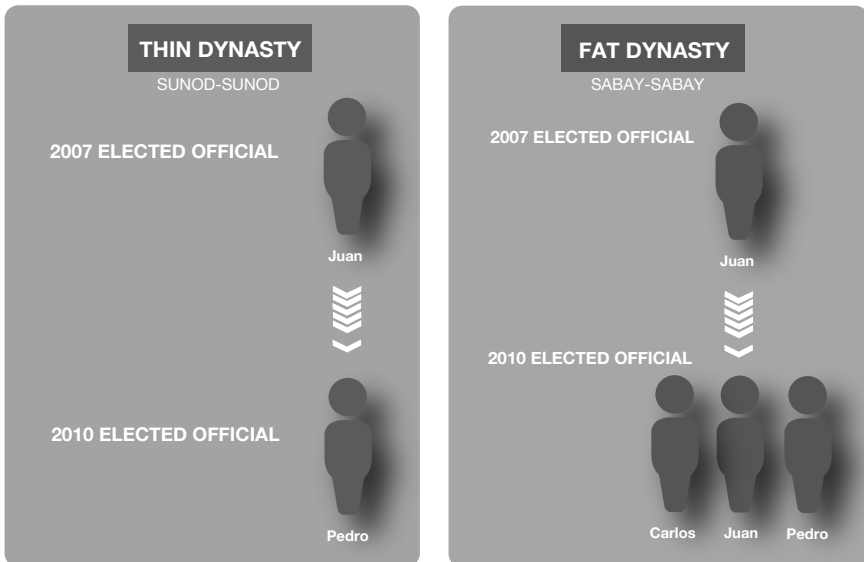 THIN DYNASTY
SUNOD-SUNOD
2007 ELECTED OFFICIAL
Juan
2010 ELECTED OFFICIAL
Pedro
FAT DYNASTY
SABAY-SABAY
2007 ELECTED OFFICIAL
Juan
2010 ELECTED OFFICIAL
Carlos Juan Pedro